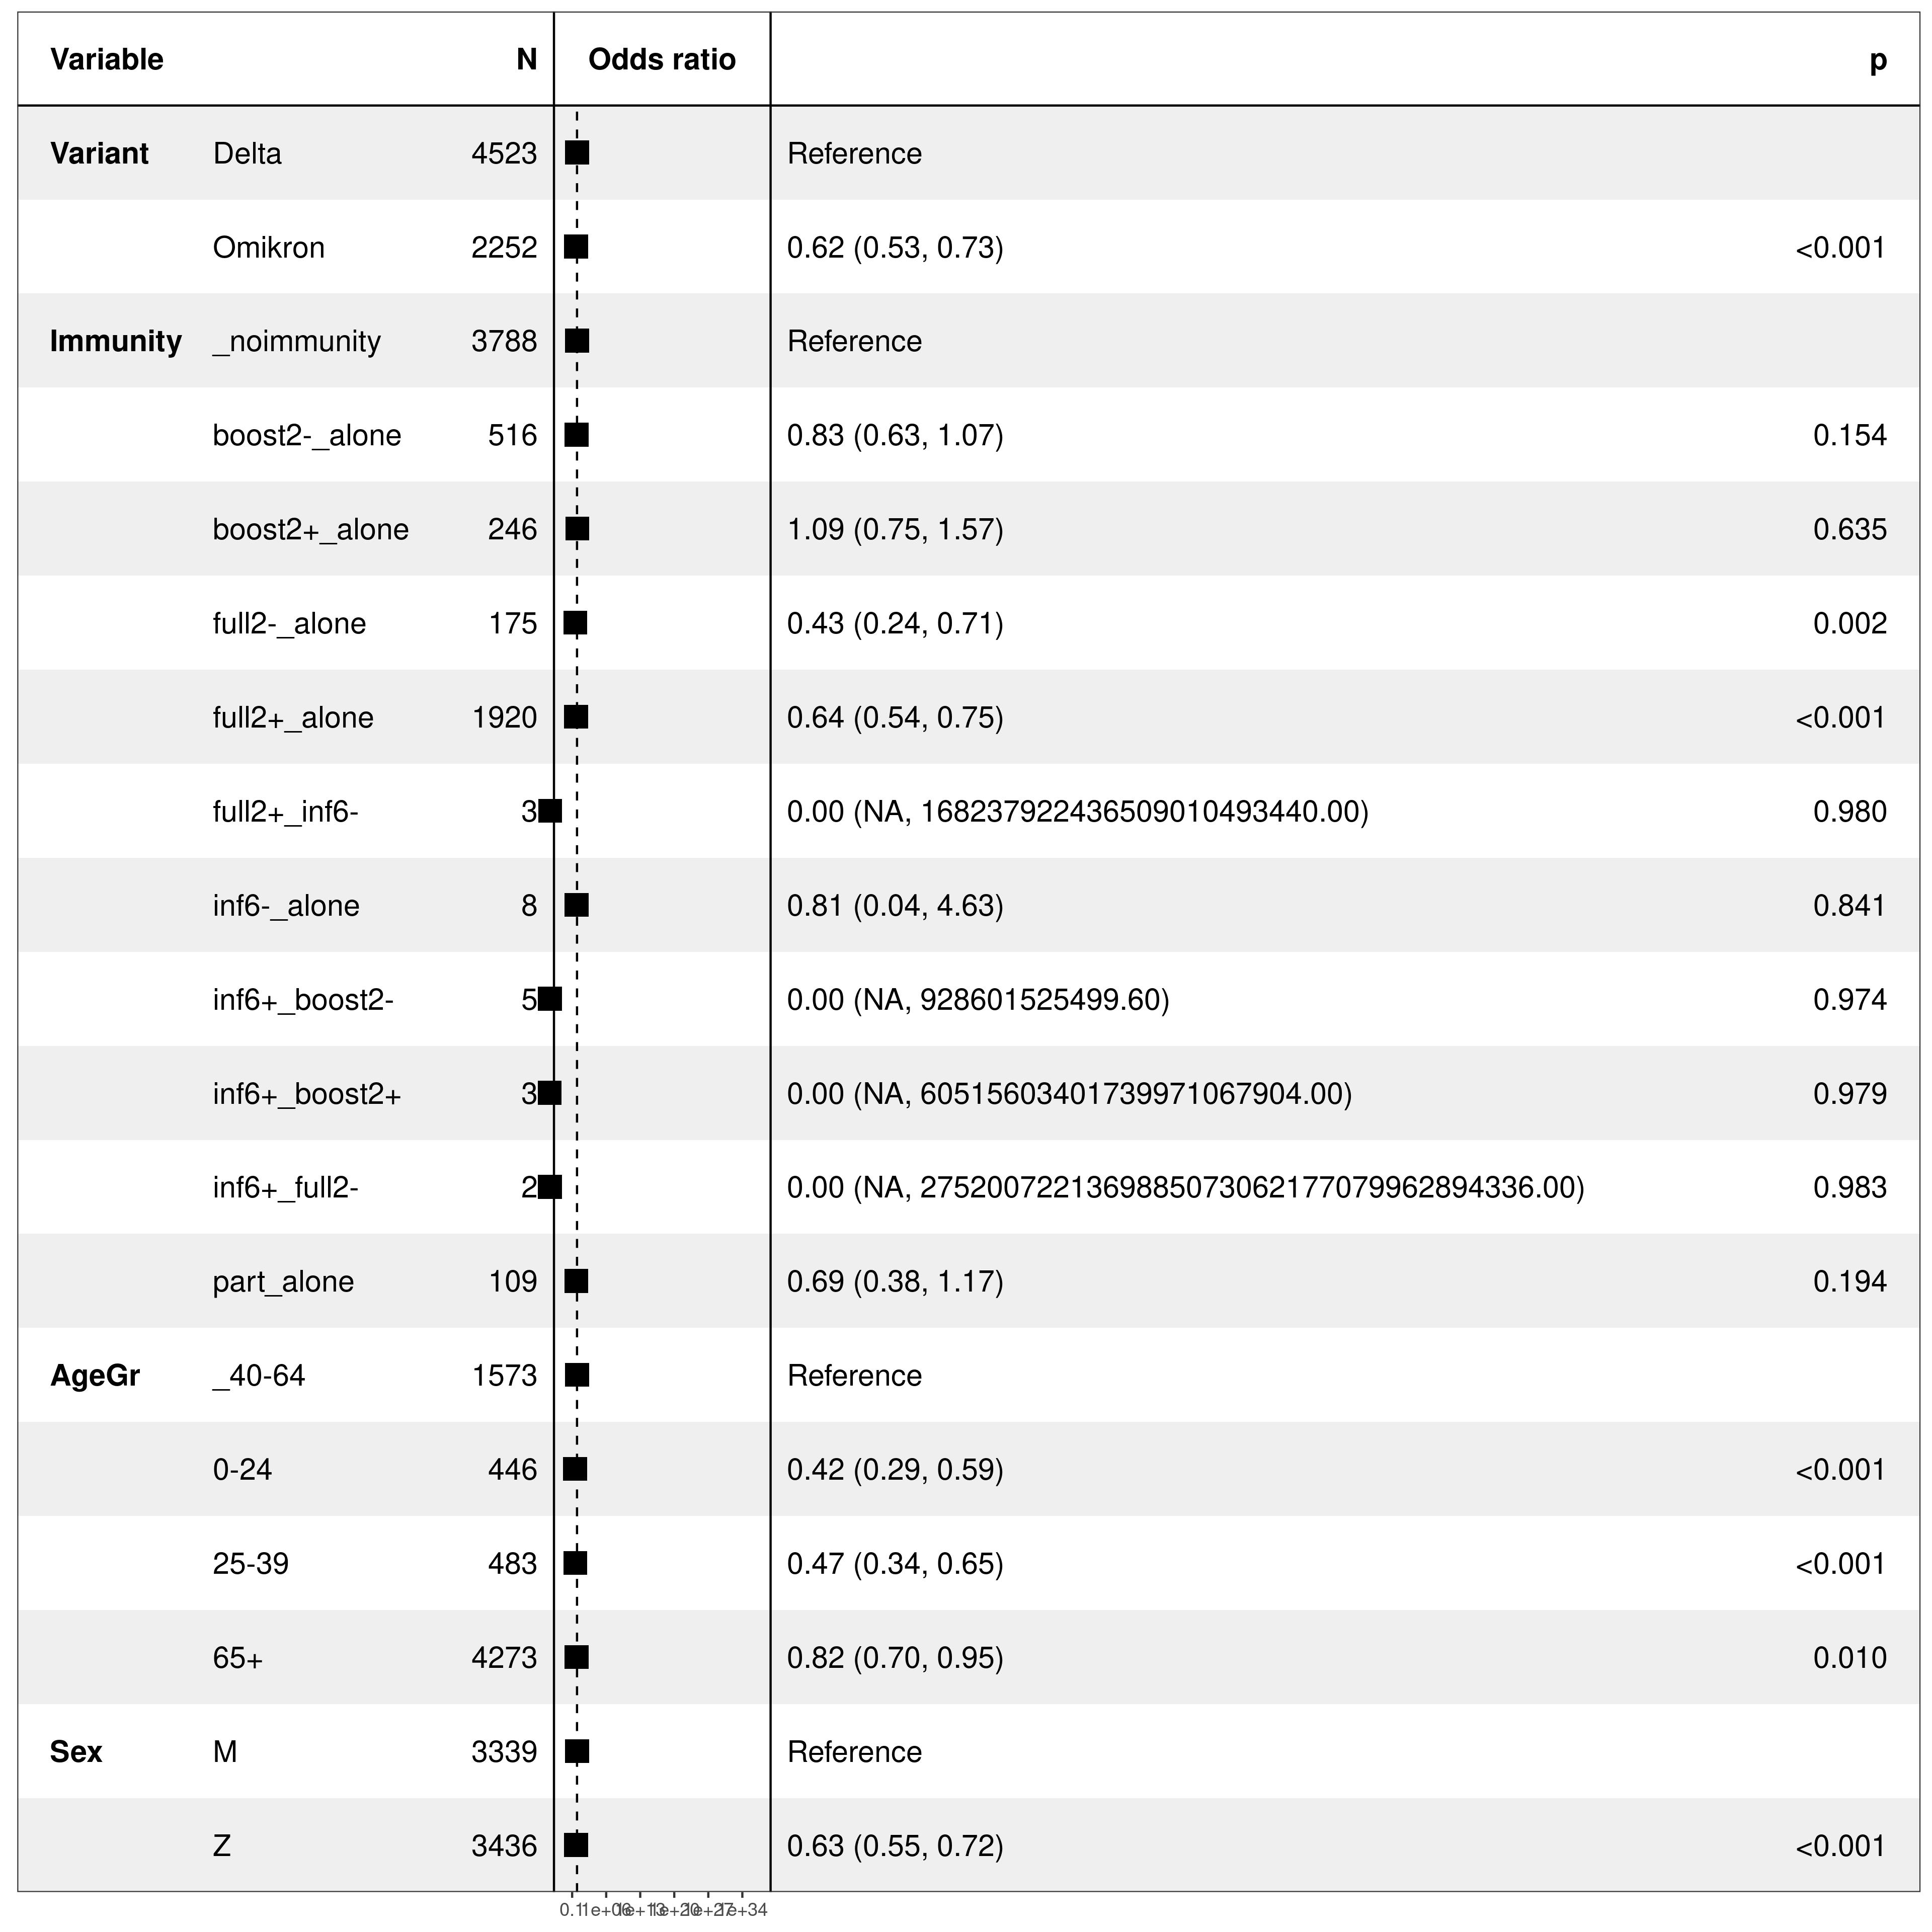 Variable N Odds ratio p
Variant Delta 4523 Reference
Omikron 2252 0.62 (0.53, 0.73) <0.001
Immunity _noimmunity 3788 Reference
boost2-_alone 516 0.83 (0.63, 1.07) 0.154
boost2+_alone 246 1.09 (0.75, 1.57) 0.635
full2-_alone 175 0.43 (0.24, 0.71) 0.002
full2+_alone 1920 0.64 (0.54, 0.75) <0.001
full2+_inf6- 3 0.00 (NA, 168237922436509010493440.00) 0.980
inf6-_alone 8 0.81 (0.04, 4.63) 0.841
inf6+_boost2- 5 0.00 (NA, 928601525499.60) 0.974
inf6+_boost2+ 3 0.00 (NA, 60515603401739971067904.00) 0.979
inf6+_full2- 2 0.00 (NA, 275200722136988507306217707996289433​6.00) 0.983
part_alone 109 0.69 (0.38, 1.17) 0.194
AgeGr _40-64 1573 Reference
0-24 446 0.42 (0.29, 0.59) <0.001
25-39 483 0.47 (0.34, 0.65) <0.001
65+ 4273 0.82 (0.70, 0.95) 0.010
Sex M 3339 Reference
Z 3436 0.63 (0.55, 0.72) <0.001
0.1 1e+06 1e+13 1e+20 1e+27 1e+34